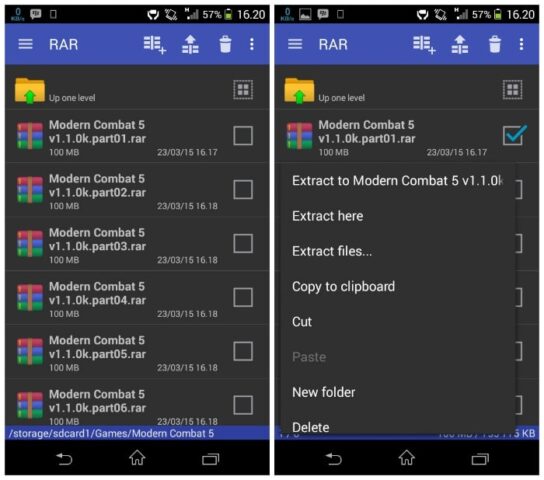 0
KB
57%
16.20
RAR
Up one level
Modern Combat 5
v1.1.0k.part01.rar
100 MB
23/03/15 16.17
Modern Combat 5
v1.1.0k.part02.rar
100 MB
23/03/15 16.18
Modern Combat 5
v1.1.0k.part03.rar
100 MB
23/03/15 16.18
Modern Combat 5
v1.1.0k.part04.rar
100 MB
23/03/15 16.18
Modern Combat 5
v1.1.0k.part05.rar
100 MB
23/03/15 16.18
Modern Combat 5
v1.1.0k.part06.rar
100 MB
23/03/15 16.18
/storage/sdcard1/Games/Modern Combat 5
0
KB
57%
16.20
RAR
Up one level
Modern Combat 5
v1.1.0k.part01.rar
100 MB
23/03/15 16.17
Extract to Modern Combat 5 v1.1.0k
Extract here
Extract files...
Copy to clipboard
Cut
Paste
New folder
Delete